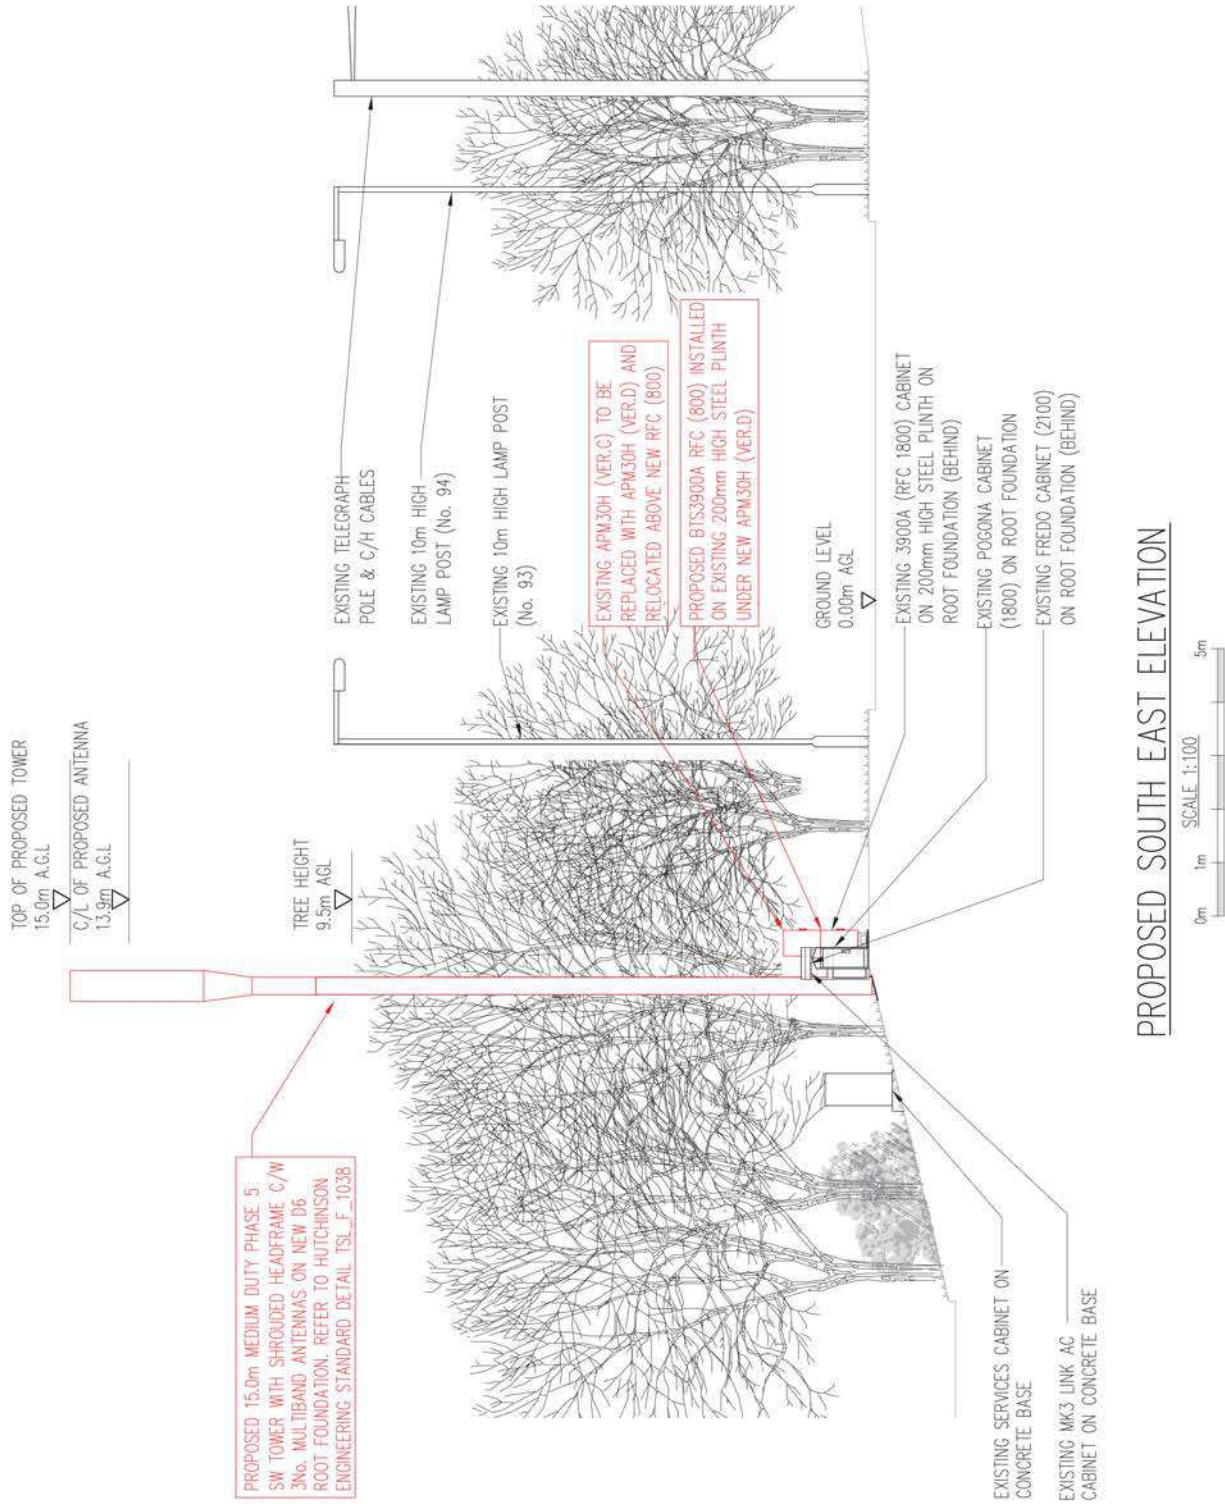 TOP OF PROPOSED TOWER
15.0m A.G.L
C/L OF PROPOSED ANTENNA
13.9m A.G.L
TREE HEIGHT
9.5m AGL
PROPOSED 15.0m MEDIUM DUTY PHASE 5
SW TOWER WITH SHROUDED HEADFRAME C/W
3No. MULTIBAND ANTENNAS ON NEW D6
ROOT FOUNDATION. REFER TO HUTCHINSON
ENGINEERING STANDARD DETAIL TSL_F_1038
EXISTING TELEGRAPH
POLE & C/H CABLES
EXISTING 10m HIGH
LAMP POST (No. 94)
EXISTING 10m HIGH LAMP POST
(No. 93)
EXISTING APM30H (VER.C) TO BE
REPLACED WITH APM30H (VER.D) AND
RELOCATED ABOVE NEW RFC (800)
PROPOSED BTS3900A RFC (800) INSTALLED
ON EXISTING 200mm HIGH STEEL PLINTH
UNDER NEW APM30H (VER.D)
GROUND LEVEL
0.00m AGL
EXISTING 3900A (RFC 1800) CABINET
ON 200mm HIGH STEEL PLINTH ON
ROOT FOUNDATION (BEHIND)
EXISTING POGONA CABINET
(1800) ON ROOT FOUNDATION
EXISTING FREDO CABINET (2100)
ON ROOT FOUNDATION (BEHIND)
EXISTING SERVICES CABINET ON
CONCRETE BASE
EXISTING MK3 LINK AC
CABINET ON CONCRETE BASE
PROPOSED SOUTH EAST ELEVATION
SCALE 1:100
0m 1m 5m